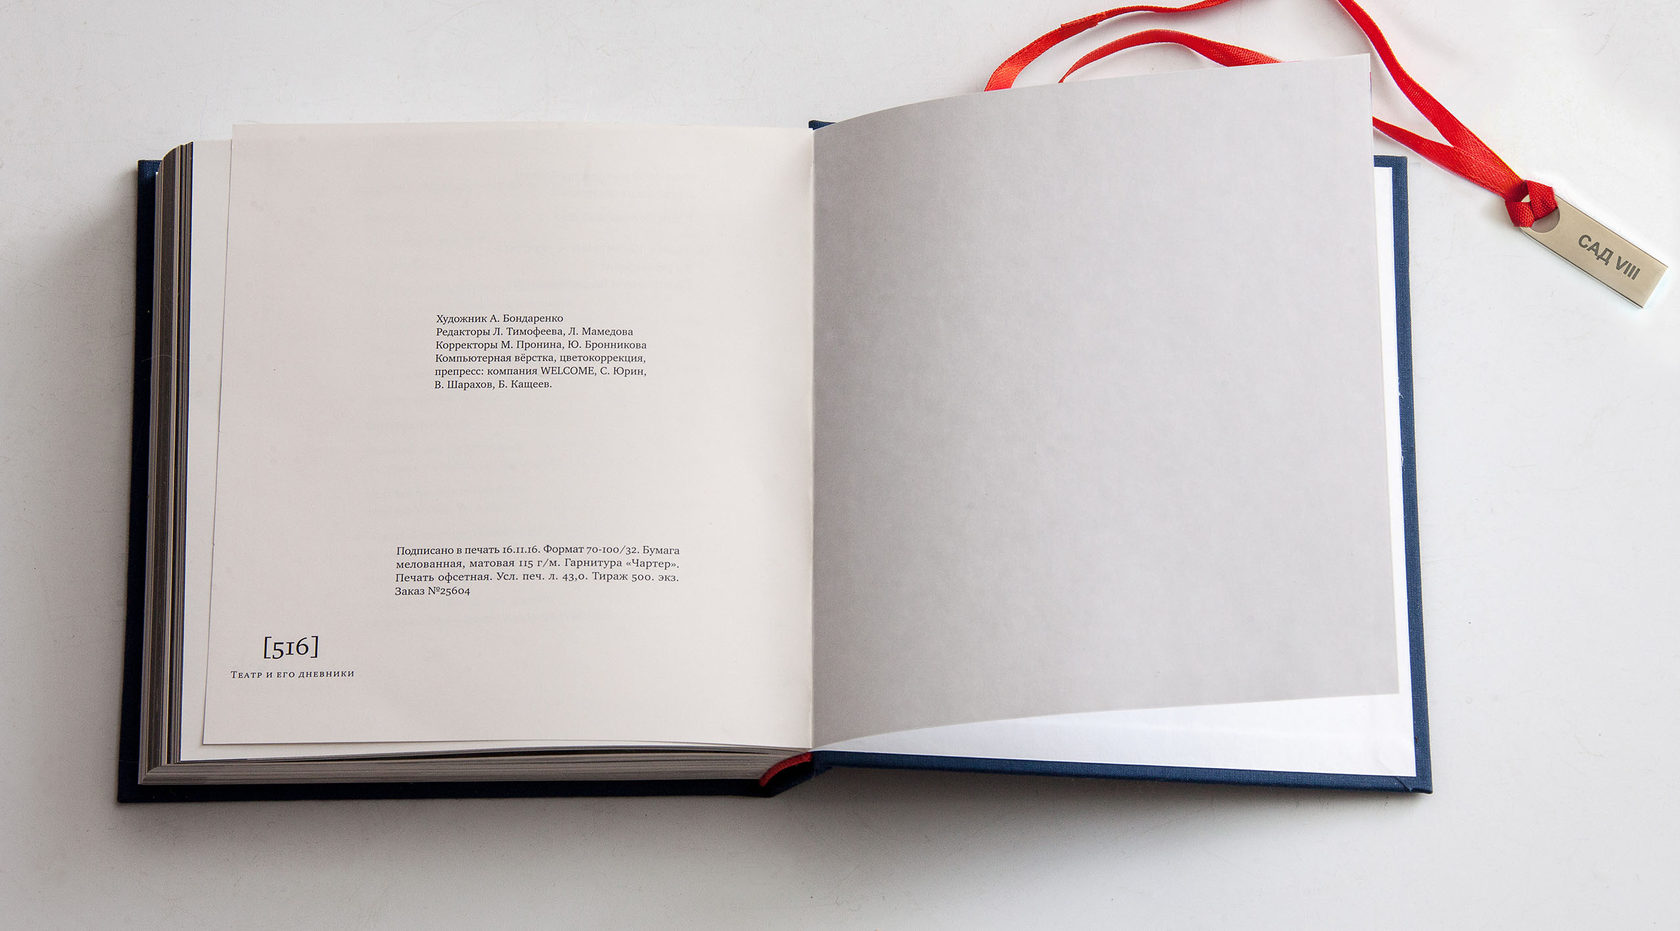 Художник А. Бондаренко
Редакторы Л. Тимофеева, Л. Мамедова
Корректоры М. Пронина, Ю. Бронникова
Компьютерная вёрстка, цветокоррекция,
препресс: компания WELCOME, С. Юрин,
В. Шарахов, Б. Кащеев.
Подписано в печать 16.11.16. Формат 70-100/32. Бумага
мелованная, матовая 115 г/м. Гарнитура «Чартер».
Печать офсетная. Усл. печ. л. 43,0. Тираж 500. экз.
Заказ №25604
[516]
Театр и его дневники
САД VIII